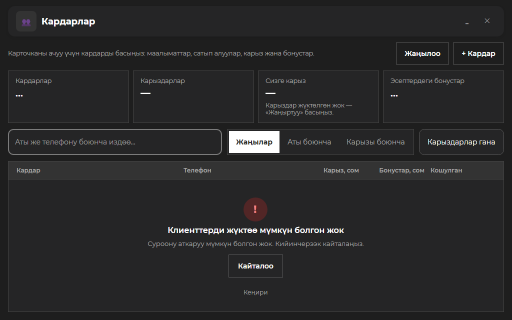 Кардарлар
Карточканы ачуу үчүн кардарды басыңыз: маалыматтар, сатып алуулар, карыз жана бонустар.
Жаңылоо
+ Кардар
Кардарлар
...
Карыздарлар
—
Сизге карыз
—
Карыздар жүктөлгөн жок —
«Жаңыртуу» басыңыз.
Эсептердеги бонустар
...
Аты же телефону боюнча издөө...
Жаңылар
Аты боюнча
Карызы боюнча
Карыздарлар гана
Кардар
Телефон
Карыз, сом
Бонустар, сом
Кошулган
!
Клиенттерди жүктөө мүмкүн болгон жок
Суроону аткаруу мүмкүн болгон жок. Кийинчерээк кайталаңыз.
Кайталоо
Кеңири